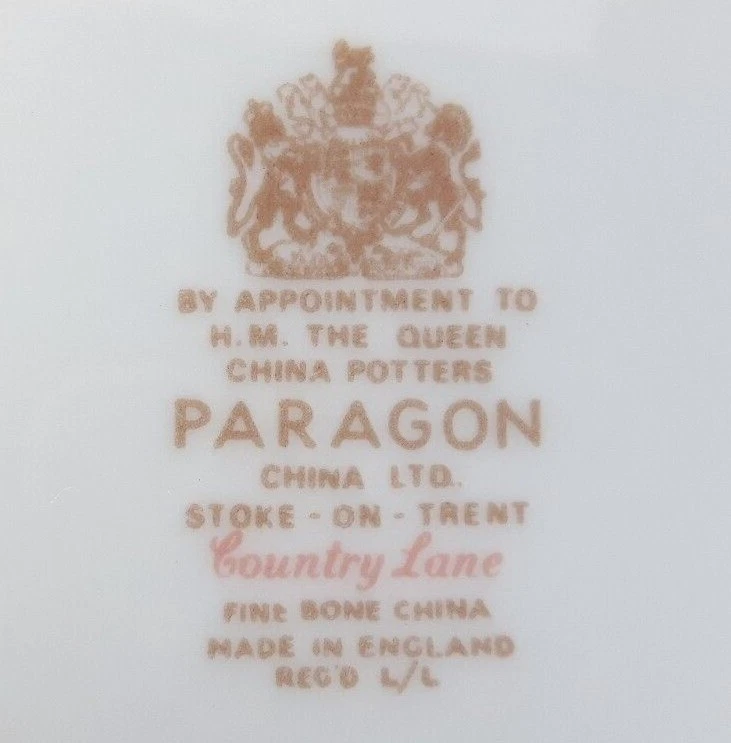 BY APPOINTMENT TO
H.M. THE QUEEN
CHINA POTTERS
PARAGON
CHINA LTD.
STOKE - ON - TRENT
Country Lane
FINE BONE CHINA
MADE IN ENGLAND
REG'D L/L